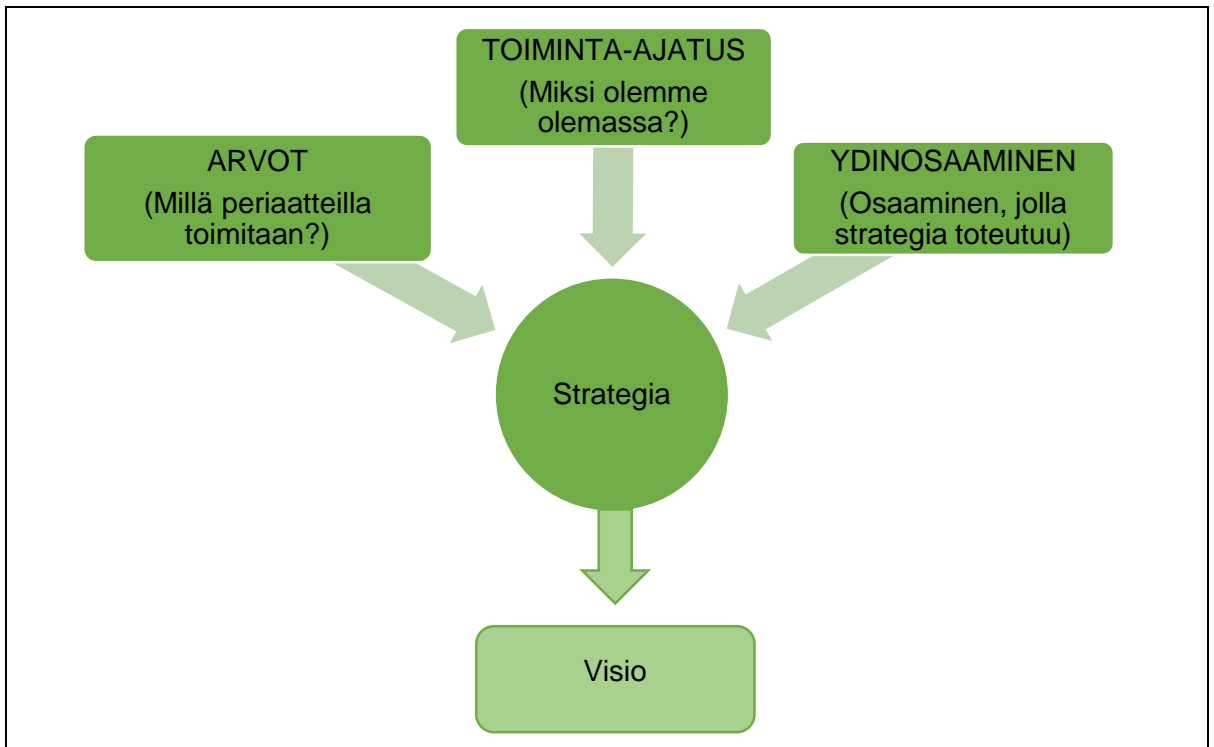 TOIMINTA-AJATUS
(Miksi olemme
olemassa?)
ARVOT
(Millä periaatteilla
toimitaan?)
YDINOSAAMINEN
(Osaaminen, jolla
strategia toteutuu)
Strategia
Visio